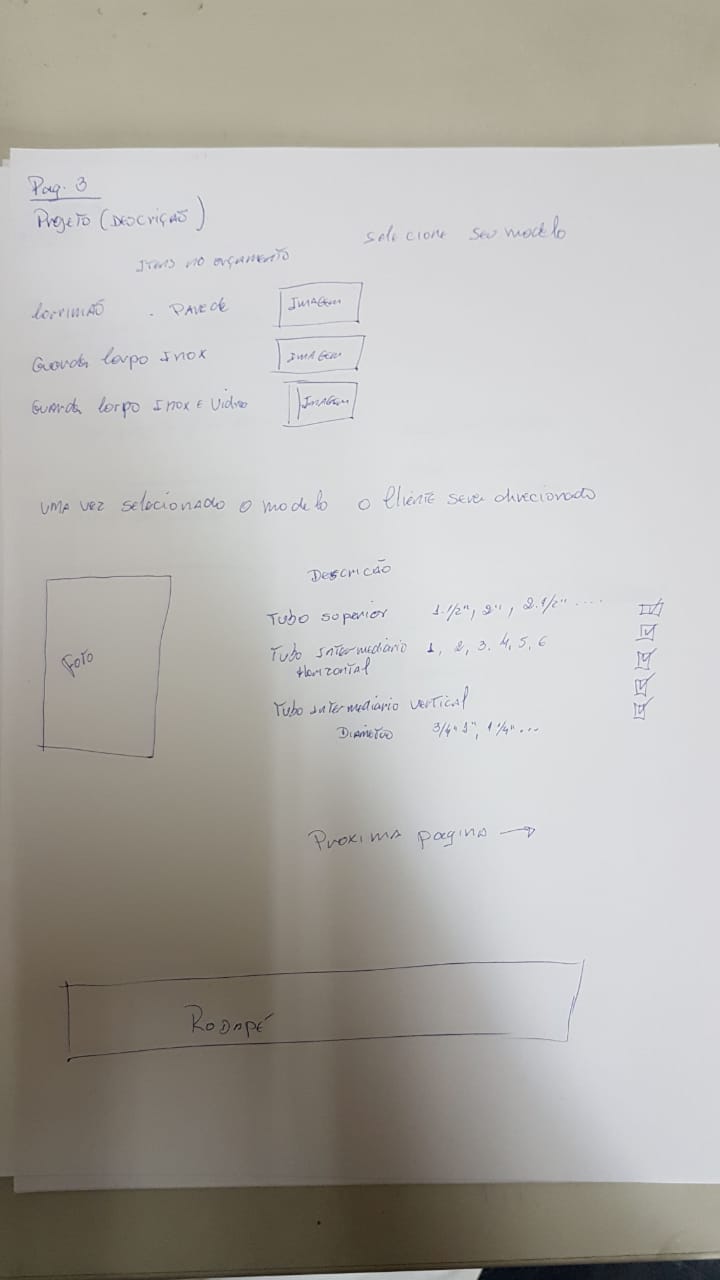 Pag. 3
Projeto (Descrição)
Selecione seu modelo
Itens no orçamento
Corrimão . Parede IMAGEM
Guarda Corpo Inox IMAGEM
Guarda Corpo Inox e Vidro IMAGEM
UMA VEZ selecionado o modelo o Cliente será direcionado
Descricão
FOTO
Tubo superior 1.1/2", 2", 2.1/2" ....
Tubo Intermediário 1, 2, 3, 4, 5, 6
Horizontal
Tubo intermediário vertical
Diâmetro 3/4" 1", 1 1/4" ...
Proxima pagina →
RODAPÉ